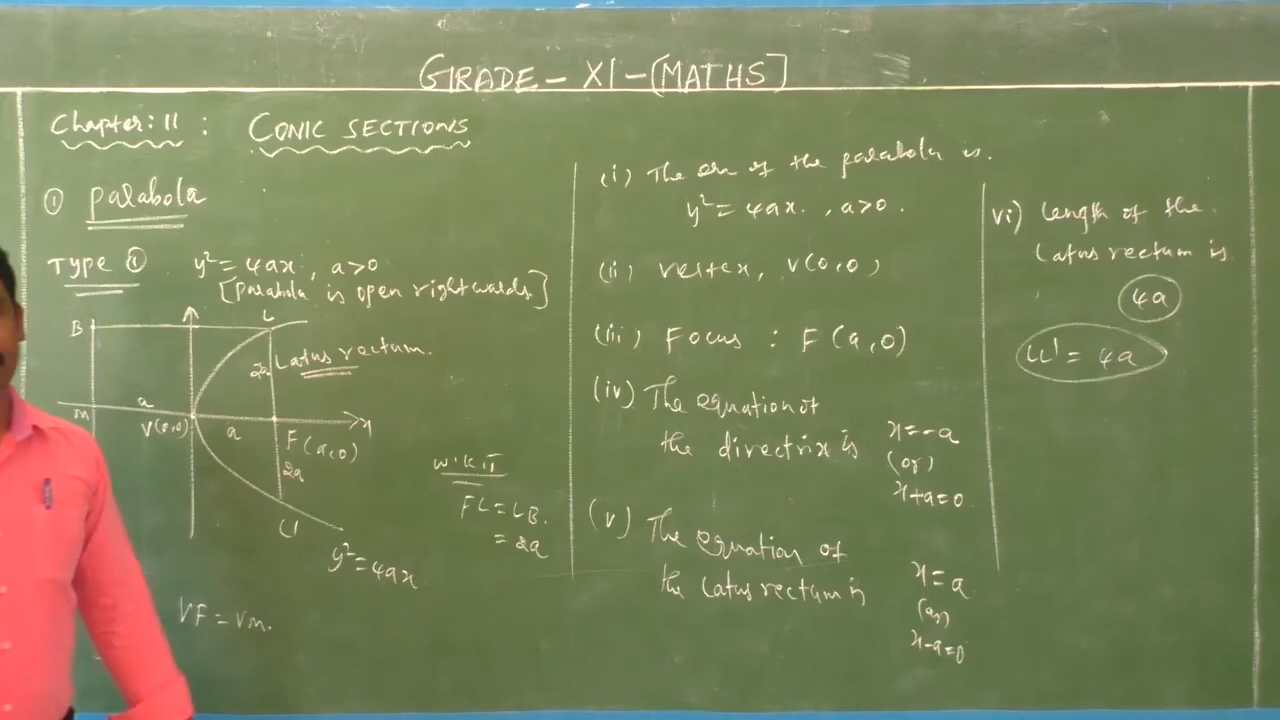 GRADE - XI - [MATHS]
Chapter: 11 : CONIC SECTIONS
① parabola
Type ① y² = 4ax, a>0
[parabola is open rightwards]
B
L
Latus rectum.
2a
M
a
V(0,0)
a
F(a,0)
x
2a
L'
y² = 4ax
W.K.T
FL = LB.
= 2a
VF = VM.
(i) The of the parabola is.
y² = 4ax. , a>0.
(ii) vertex, V(0,0)
(iii) Focus : F(a,0)
(iv) The equation of
the directrix is
x=-a
(or)
x+a=0
(v) The equation of
the Latus rectum is
x=a
(or)
x-a=0
vi) Length of the.
Latus rectum is
4a
LL' = 4a